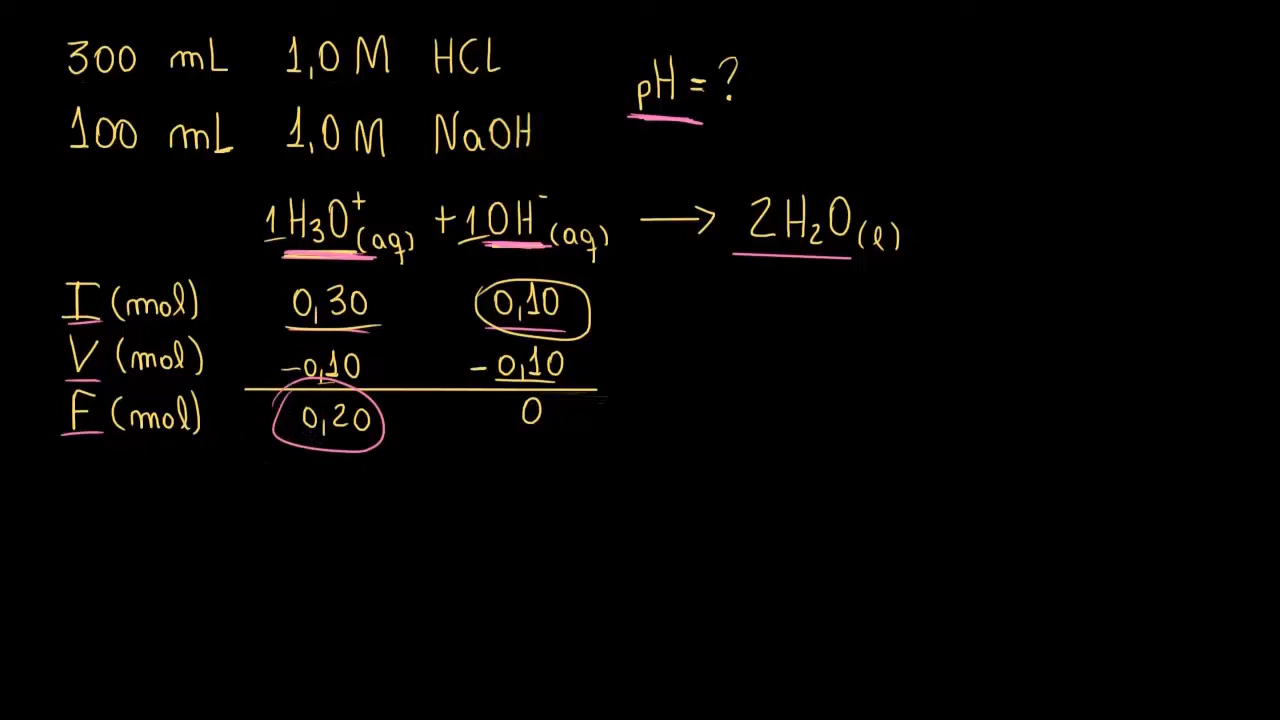 300 mL 1,0 M HCL
pH = ?
100 mL 1,0 M NaOH
1H₃O⁺(aq) + 1OH⁻(aq) → 2H₂O(l)
I (mol) 0,30 0,10
V (mol) -0,10 -0,10
F (mol) 0,20 0